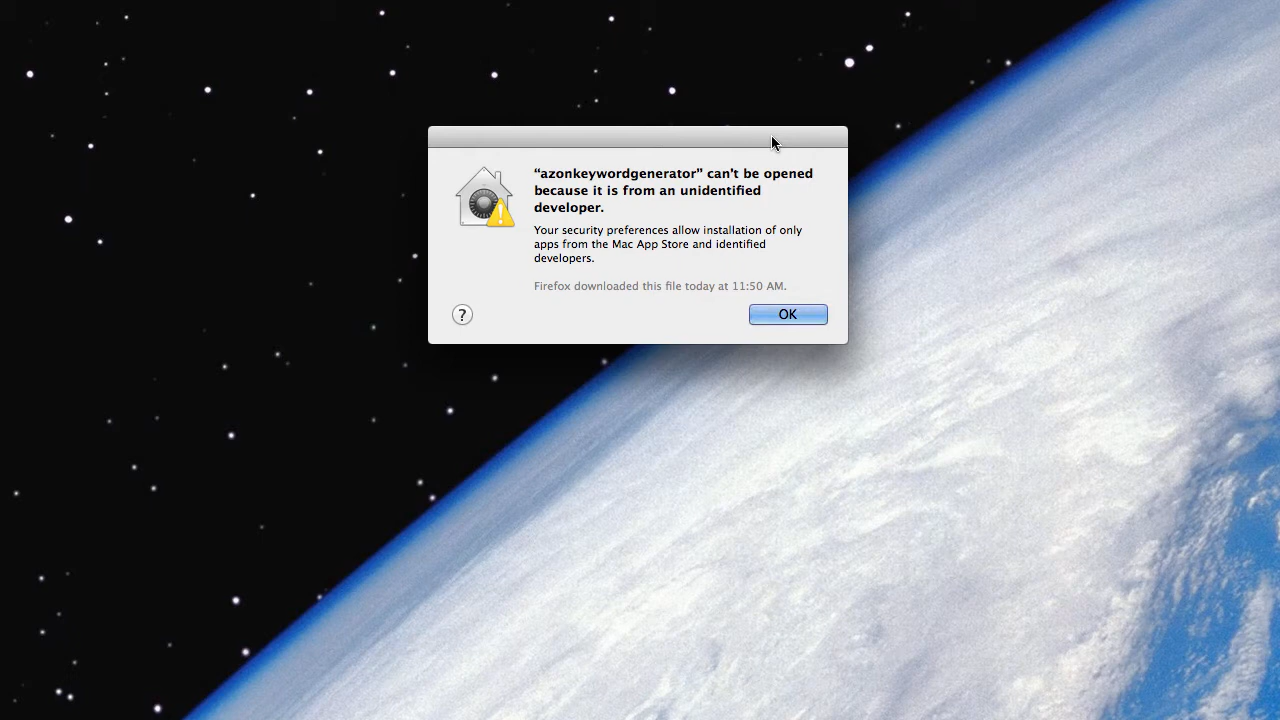 “azonkeywordgenerator” can't be opened
because it is from an unidentified
developer.
Your security preferences allow installation of only
apps from the Mac App Store and identified
developers.
Firefox downloaded this file today at 11:50 AM.
?
OK